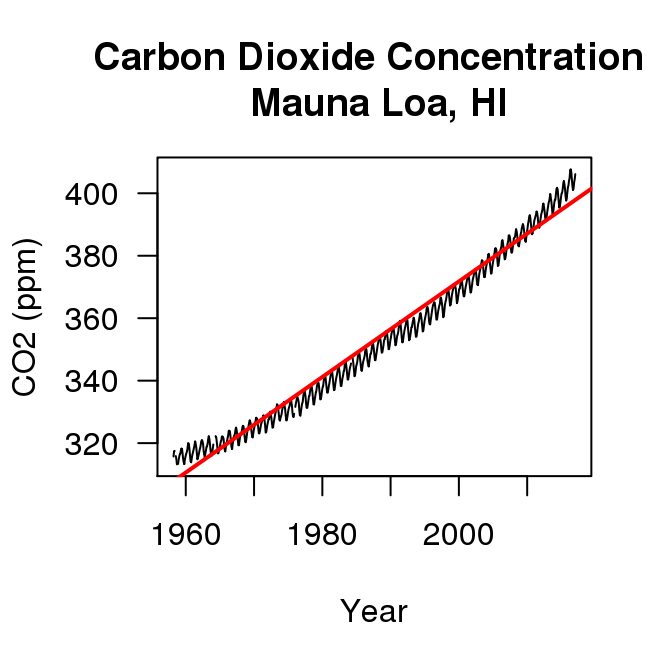 Carbon Dioxide Concentration
Mauna Loa, HI
CO2 (ppm)
400
380
360
340
320
1960 1980 2000
Year